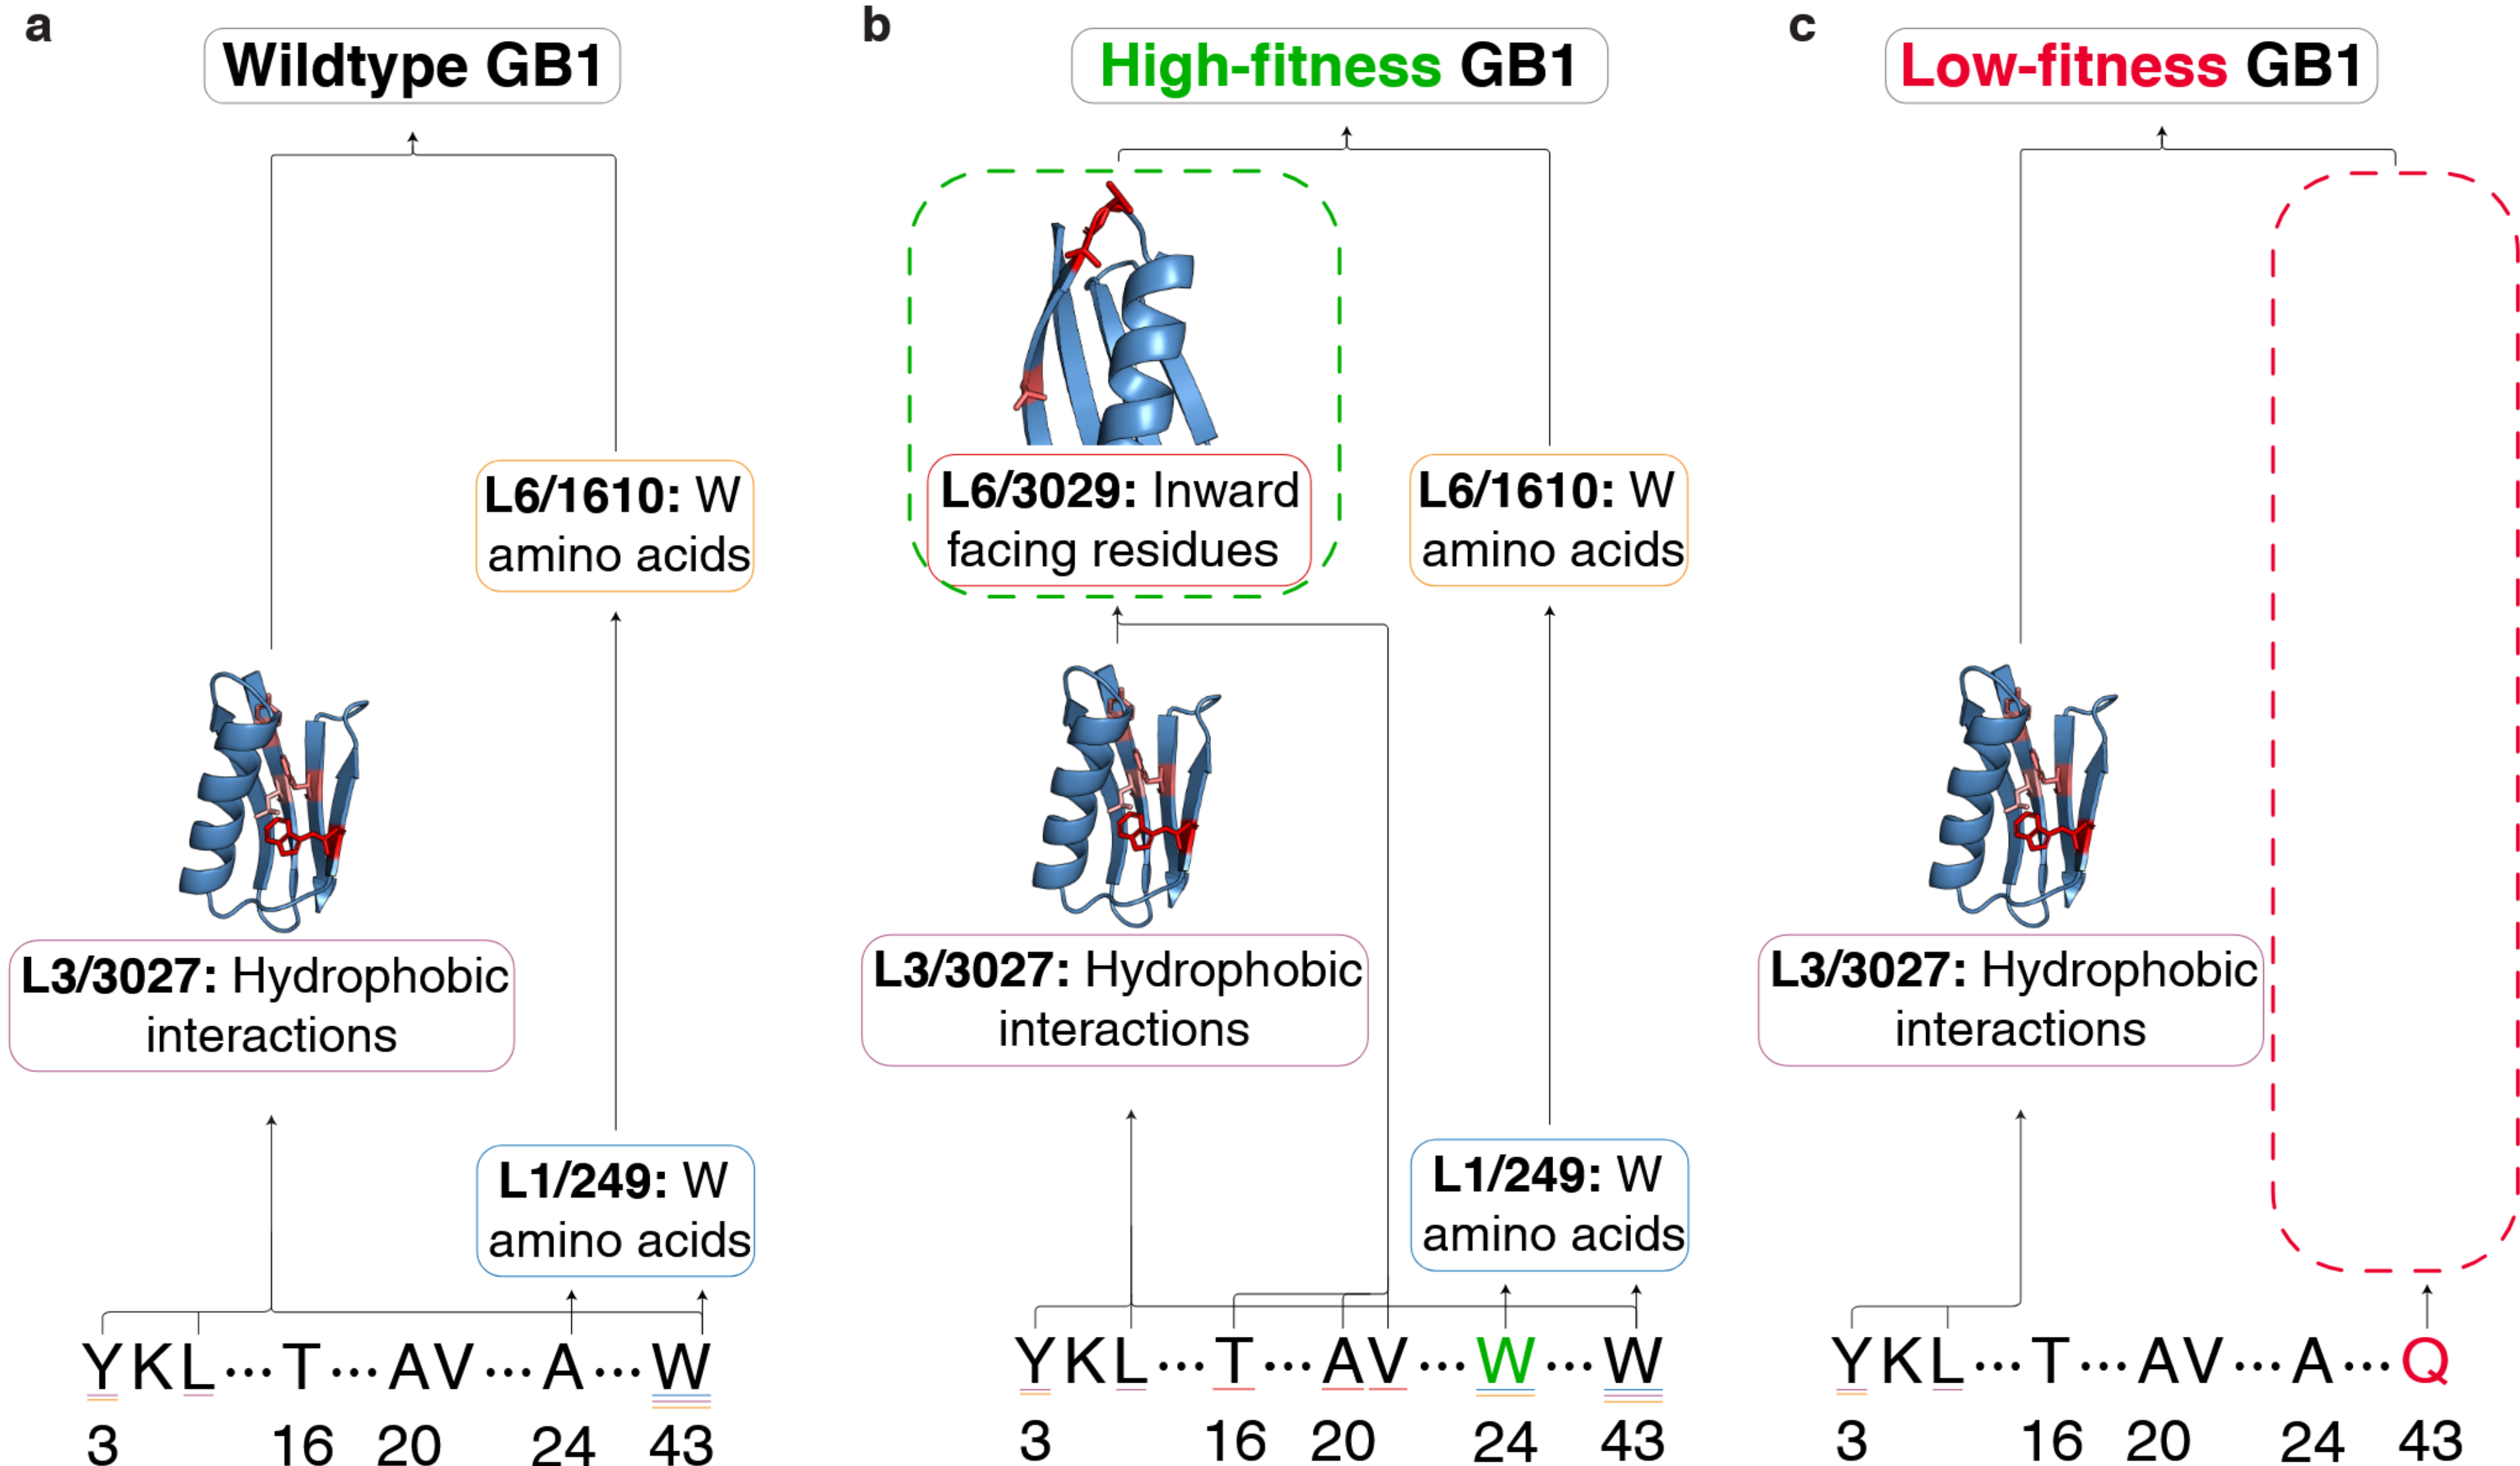 a
Wildtype GB1
L6/1610: W
amino acids
L3/3027: Hydrophobic
interactions
L1/249: W
amino acids
YKL...T...AV...A...W
3 16 20 24 43
b
High-fitness GB1
L6/3029: Inward
facing residues
L6/1610: W
amino acids
L3/3027: Hydrophobic
interactions
L1/249: W
amino acids
YKL...T...AV...W...W
3 16 20 24 43
c
Low-fitness GB1
L3/3027: Hydrophobic
interactions
YKL...T...AV...A...Q
3 16 20 24 43